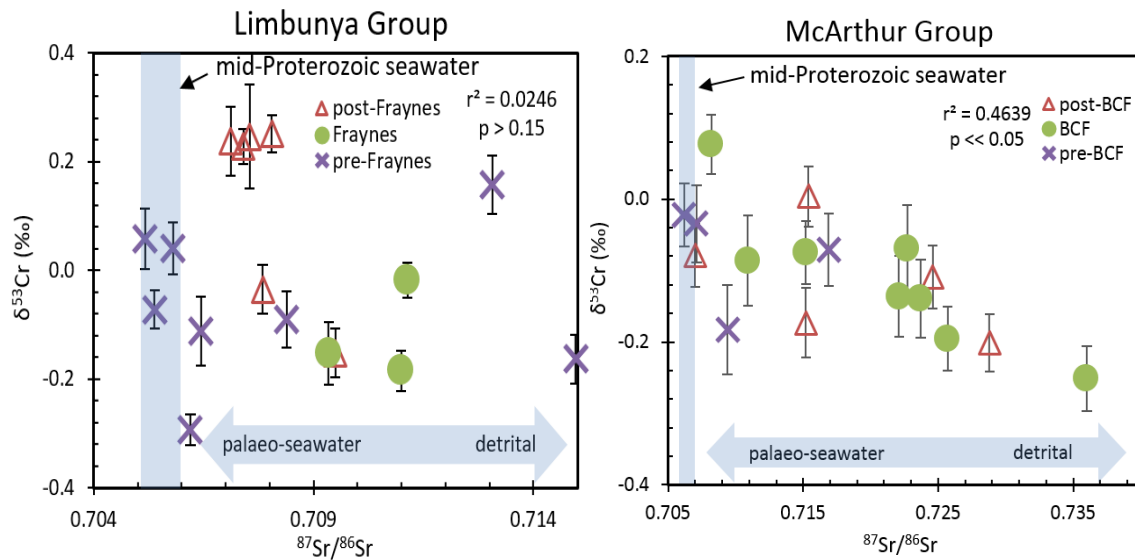 Limbunya Group
mid-Proterozoic seawater
post-Fraynes
Fraynes
pre-Fraynes
r² = 0.0246
p > 0.15
0.4
0.2
0.0
-0.2
-0.4
δ⁵³Cr (‰)
palaeo-seawater
detrital
0.704
0.709
0.714
⁸⁷Sr/⁸⁶Sr
McArthur Group
mid-Proterozoic seawater
r² = 0.4639
p << 0.05
post-BCF
BCF
pre-BCF
0.2
0.0
-0.2
-0.4
δ⁵³Cr (‰)
palaeo-seawater
detrital
0.705
0.715
0.725
0.735
⁸⁷Sr/⁸⁶Sr